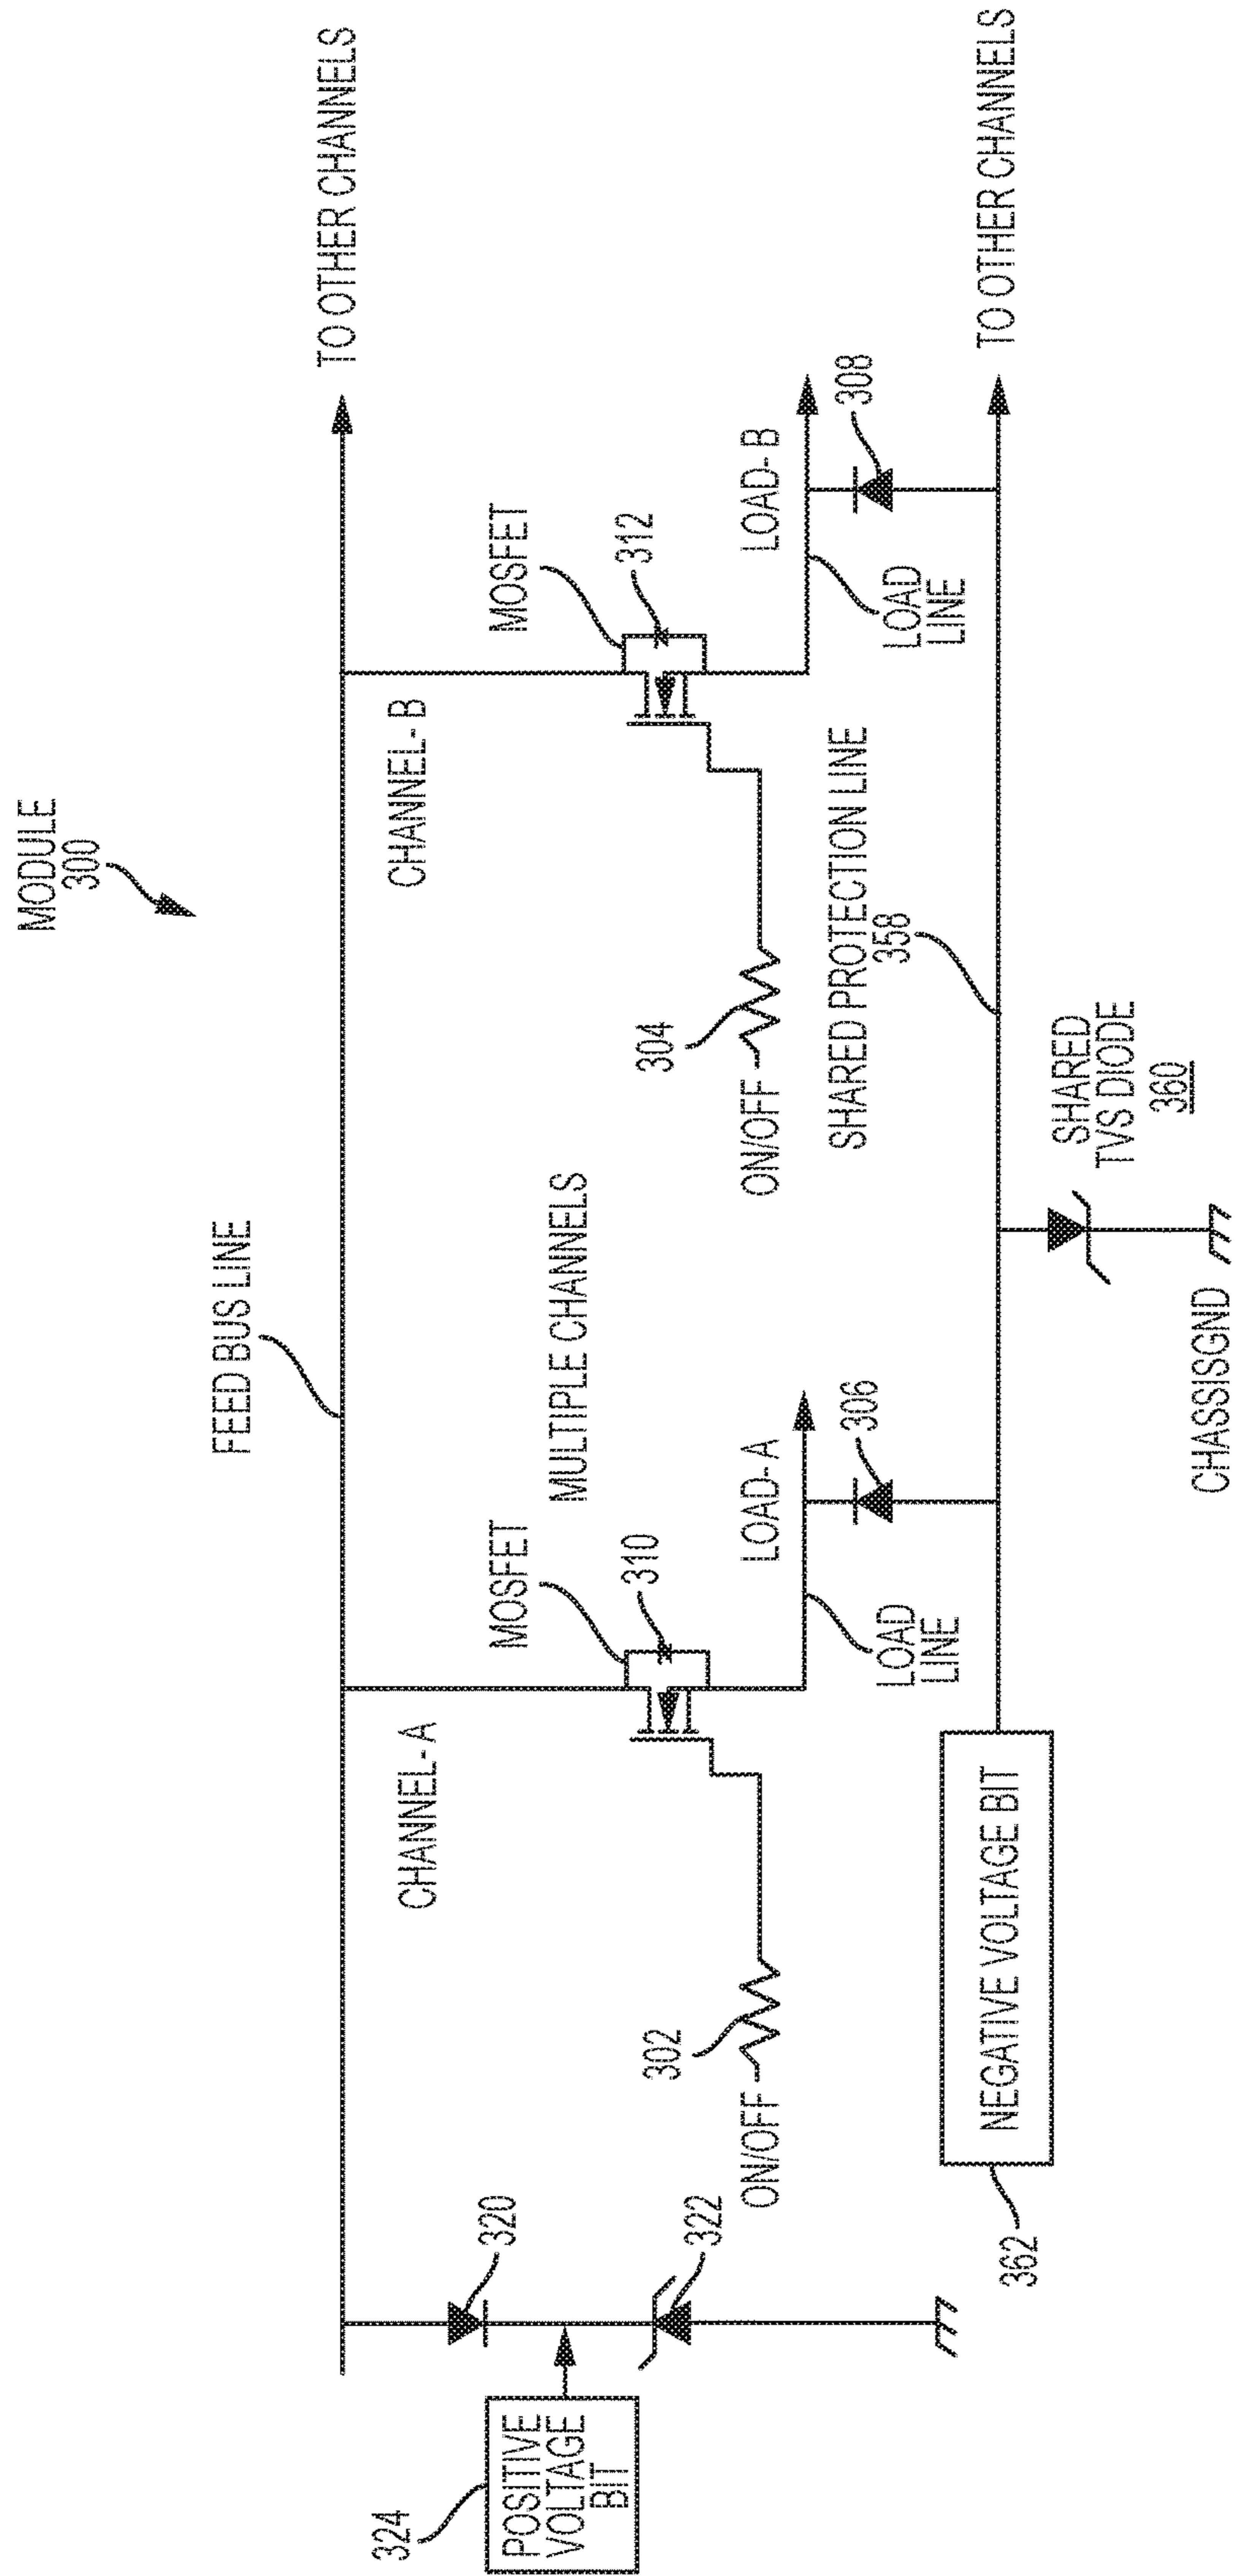 MODULE
300
FEED BUS LINE
TO OTHER CHANNELS
CHANNEL-A
CHANNEL-B
324
POSITIVE
VOLTAGE
BIT
320
322
MULTIPLE CHANNELS
MOSFET
310
MOSFET
312
302
ON/OFF
304
ON/OFF
LOAD-A
LOAD
LINE
306
LOAD-B
LOAD
LINE
308
SHARED PROTECTION LINE
358
TO OTHER CHANNELS
362
NEGATIVE VOLTAGE BIT
SHARED
TVS DIODE
360
CHASSISGND